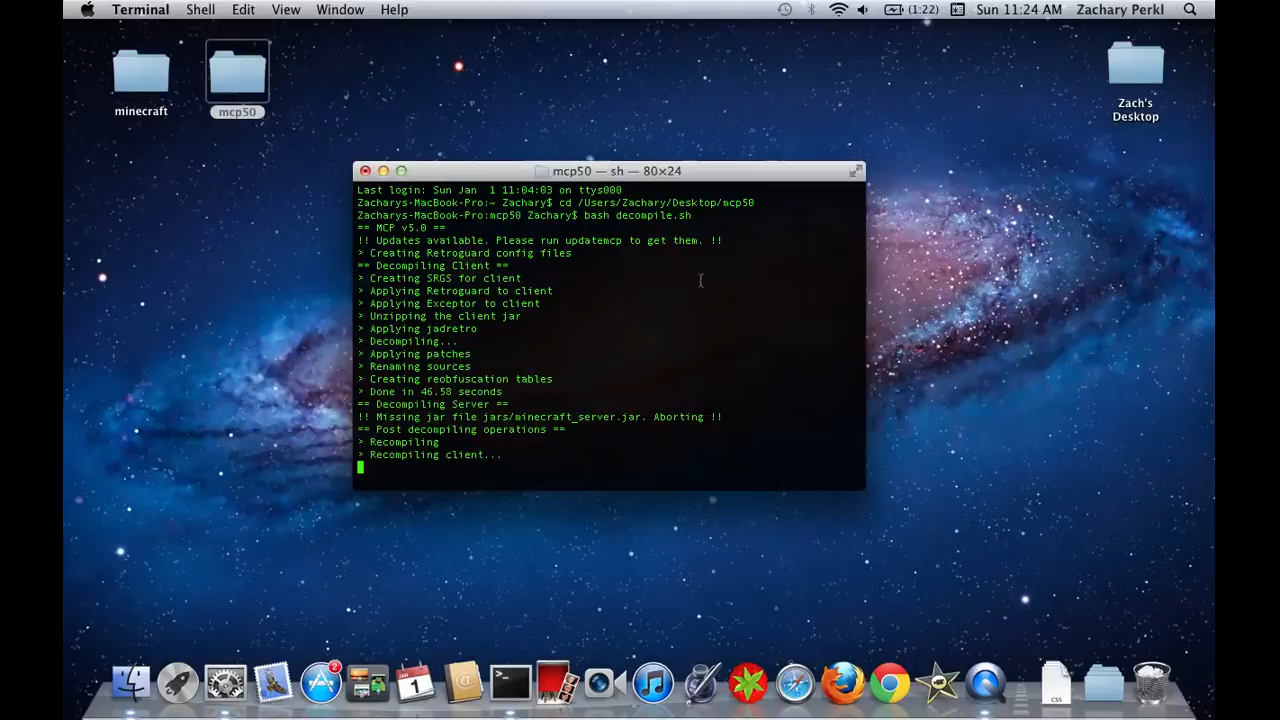 Terminal Shell Edit View Window Help (1:22) Sun 11:24 AM Zachary Perkl
minecraft
mcp50
Zach's
Desktop
mcp50 — sh — 80×24
Last login: Sun Jan  1 11:04:03 on ttys000
Zacharys-MacBook-Pro:~ Zachary$ cd /Users/Zachary/Desktop/mcp50
Zacharys-MacBook-Pro:mcp50 Zachary$ bash decompile.sh
== MCP v5.0 ==
!! Updates available. Please run updatemcp to get them. !!
> Creating Retroguard config files
== Decompiling Client ==
> Creating SRGS for client
> Applying Retroguard to client
> Applying Exceptor to client
> Unzipping the client jar
> Applying jadretro
> Decompiling...
> Applying patches
> Renaming sources
> Creating reobfuscation tables
> Done in 46.58 seconds
== Decompiling Server ==
!! Missing jar file jars/minecraft_server.jar. Aborting !!
== Post decompiling operations ==
> Recompiling
> Recompiling client...
2
1
@
>_
CSS